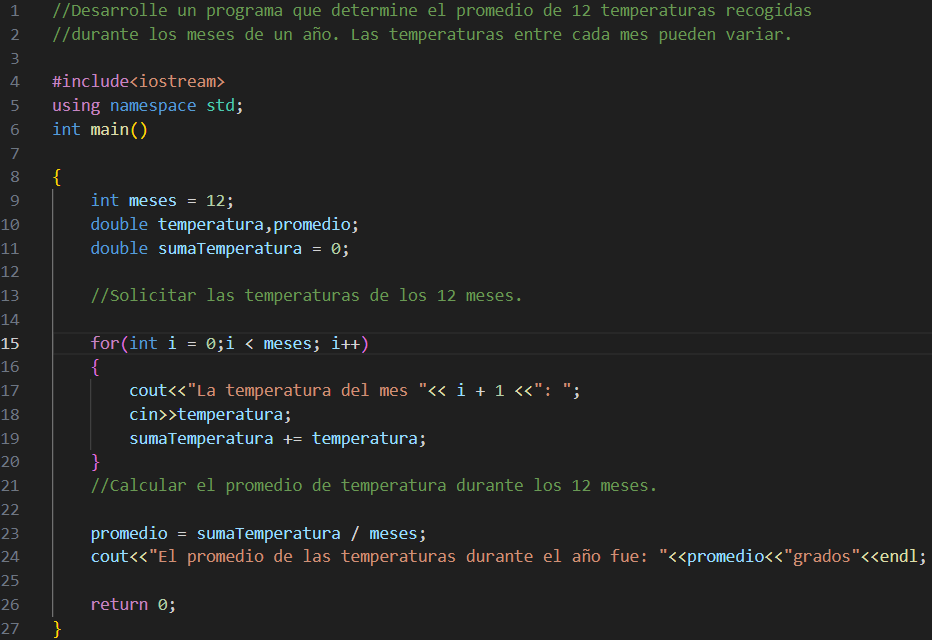 1 //Desarrolle un programa que determine el promedio de 12 temperaturas recogidas
2 //durante los meses de un año. Las temperaturas entre cada mes pueden variar.
3
4 #include<iostream>
5 using namespace std;
6 int main()
7
8 {
9     int meses = 12;
10     double temperatura,promedio;
11     double sumaTemperatura = 0;
12
13     //Solicitar las temperaturas de los 12 meses.
14
15     for(int i = 0;i < meses; i++)
16     {
17         cout<<"La temperatura del mes "<< i + 1 <<": ";
18         cin>>temperatura;
19         sumaTemperatura += temperatura;
20     }
21     //Calcular el promedio de temperatura durante los 12 meses.
22
23     promedio = sumaTemperatura / meses;
24     cout<<"El promedio de las temperaturas durante el año fue: "<<promedio<<"grados"<<endl;
25
26     return 0;
27 }